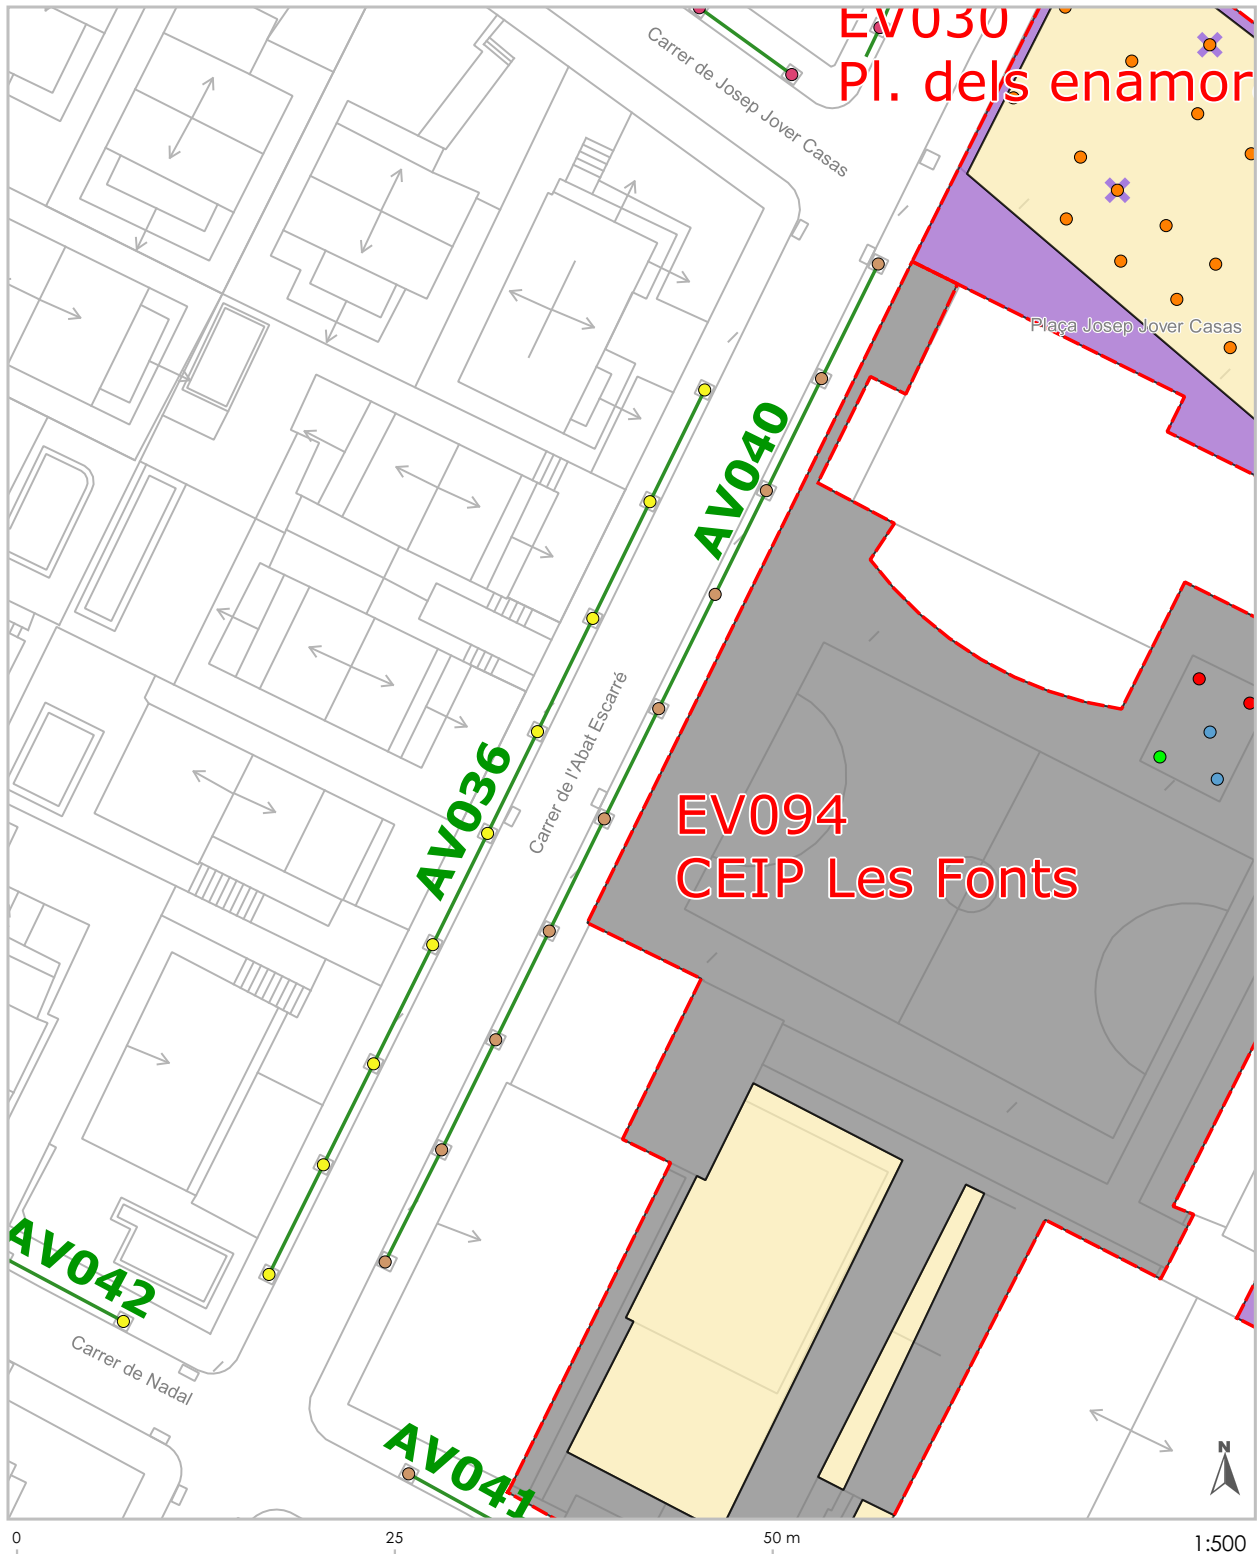 EV030
Pl. dels enamor
Carrer de Josep Jover Casas
Plaça Josep Jover Casas
AV040
Carrer de l'Abat Escarré
AV036
EV094
CEIP Les Fonts
AV042
Carrer de Nadal
AV041
N
0 25 50 m
1:500